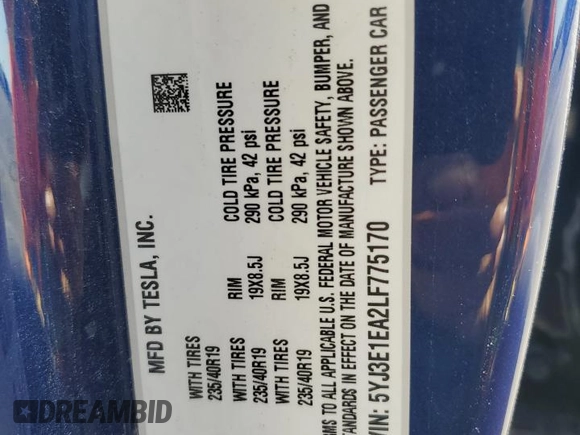 MFD BY TESLA, INC.
WITH TIRES
235/40R19
WITH TIRES RIM COLD TIRE PRESSURE
235/40R19 19X8.5J 290 kPa, 42 psi
WITH TIRES RIM COLD TIRE PRESSURE
235/40R19 19X8.5J 290 kPa, 42 psi
TO ALL APPLICABLE U.S. FEDERAL MOTOR VEHICLE SAFETY, BUMPER, AND
IN EFFECT ON THE DATE OF MANUFACTURE SHOWN ABOVE.
VIN: 5YJ3E1EA2LF775170 TYPE: PASSENGER CAR
DREAMBID